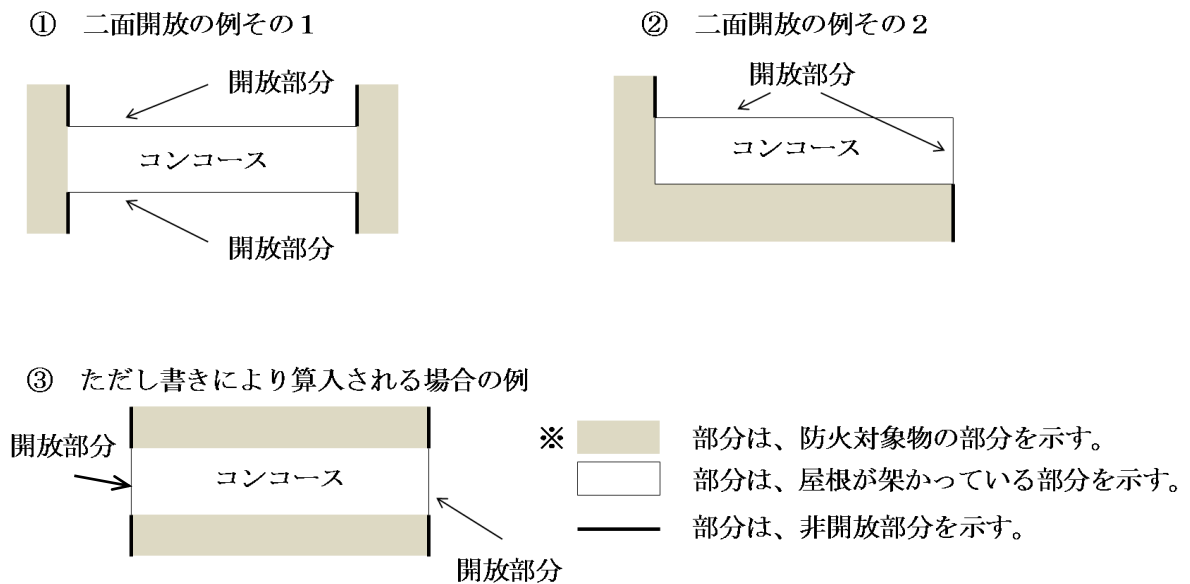 ① 二面開放の例その１
開放部分
コンコース
開放部分
② 二面開放の例その２
開放部分
コンコース
③ ただし書きにより算入される場合の例
開放部分
コンコース
開放部分
※ 部分は、防火対象物の部分を示す。
部分は、屋根が架かっている部分を示す。
部分は、非開放部分を示す。